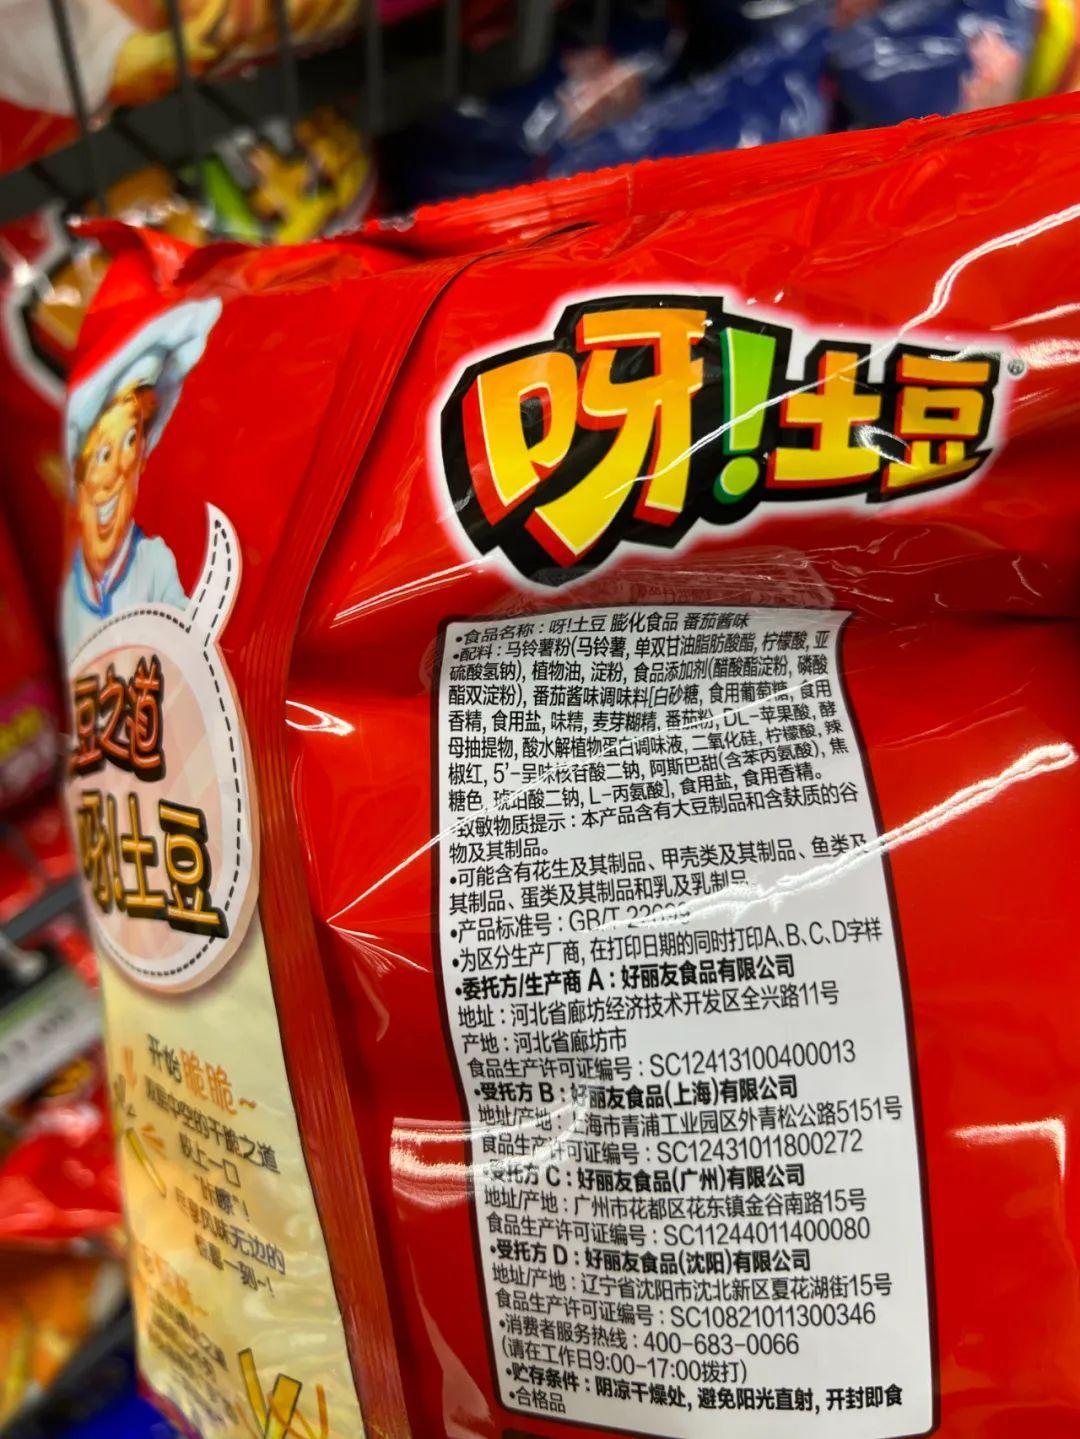 呀!土豆
豆之道
呀!土豆
开始脆脆~
咬上一口
"咔嚓"!
尽享风味无边的
•食品名称：呀!土豆 膨化食品 番茄酱味
•配料：马铃薯粉(马铃薯, 单双甘油脂肪酸酯, 柠檬酸, 亚
硫酸氢钠), 植物油, 淀粉, 食品添加剂(醋酸酯淀粉, 磷酸
酯双淀粉), 番茄酱味调味料[白砂糖, 食用葡萄糖, 食用
香精, 食用盐, 味精, 麦芽糊精, 番茄粉, DL-苹果酸, 酵
母抽提物, 酸水解植物蛋白调味液, 二氧化硅, 柠檬酸, 辣
椒红, 5'-呈味核苷酸二钠, 阿斯巴甜(含苯丙氨酸), 焦
糖色, 琥珀酸二钠, L-丙氨酸], 食用盐, 食用香精。
•致敏物质提示：本产品含有大豆制品和含麸质的谷
物及其制品。
•可能含有花生及其制品、甲壳类及其制品、鱼类及
其制品、蛋类及其制品和乳及乳制品。
•产品标准号：GB/T 22699
•为区分生产厂商, 在打印日期的同时打印A、B、C、D字样
•委托方/生产商 A：好丽友食品有限公司
地址：河北省廊坊经济技术开发区全兴路11号
产地：河北省廊坊市
食品生产许可证编号：SC12413100400013
•受托方 B：好丽友食品(上海)有限公司
地址/产地：上海市青浦工业园区外青松公路5151号
食品生产许可证编号：SC12431011800272
•受托方 C：好丽友食品(广州)有限公司
地址/产地：广州市花都区花东镇金谷南路15号
食品生产许可证编号：SC11244011400080
•受托方 D：好丽友食品(沈阳)有限公司
地址/产地：辽宁省沈阳市沈北新区夏花湖街15号
食品生产许可证编号：SC10821011300346
•消费者服务热线：400-683-0066
(请在工作日9:00-17:00拨打)
•贮存条件：阴凉干燥处, 避免阳光直射, 开封即食
•合格品